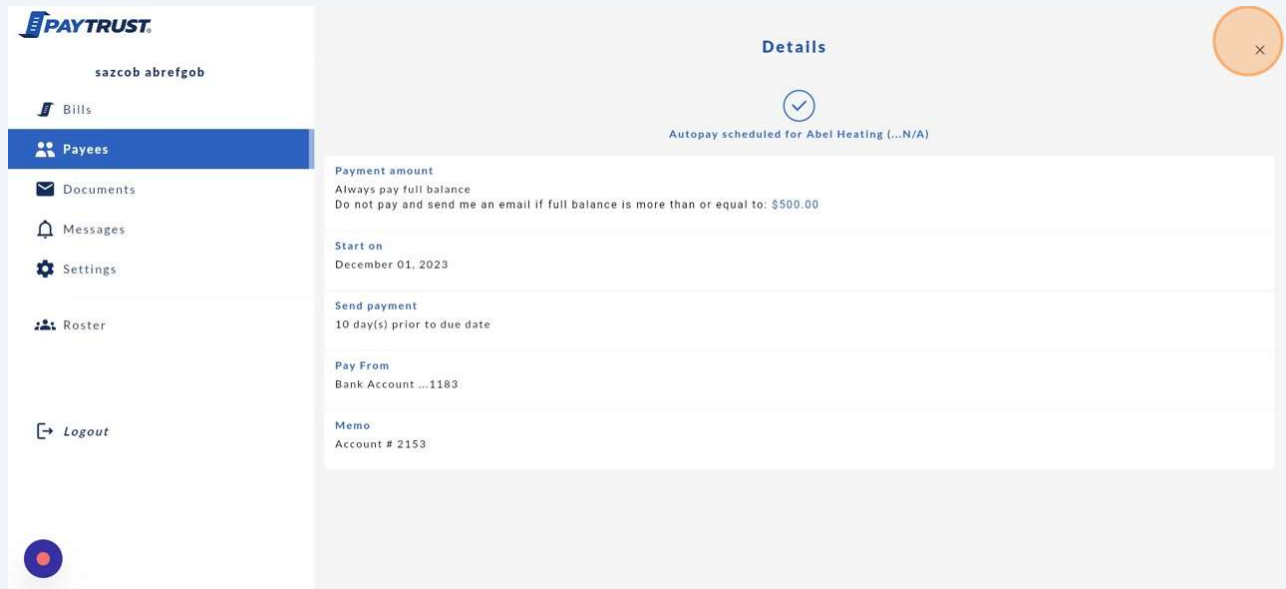 PAYTRUST.
sazcob abrefgob
Bills
Payees
Documents
Messages
Settings
Roster
Logout
Details
Autopay scheduled for Abel Heating (...N/A)
Payment amount
Always pay full balance
Do not pay and send me an email if full balance is more than or equal to: $500.00
Start on
December 01, 2023
Send payment
10 day(s) prior to due date
Pay From
Bank Account ...1183
Memo
Account # 2153